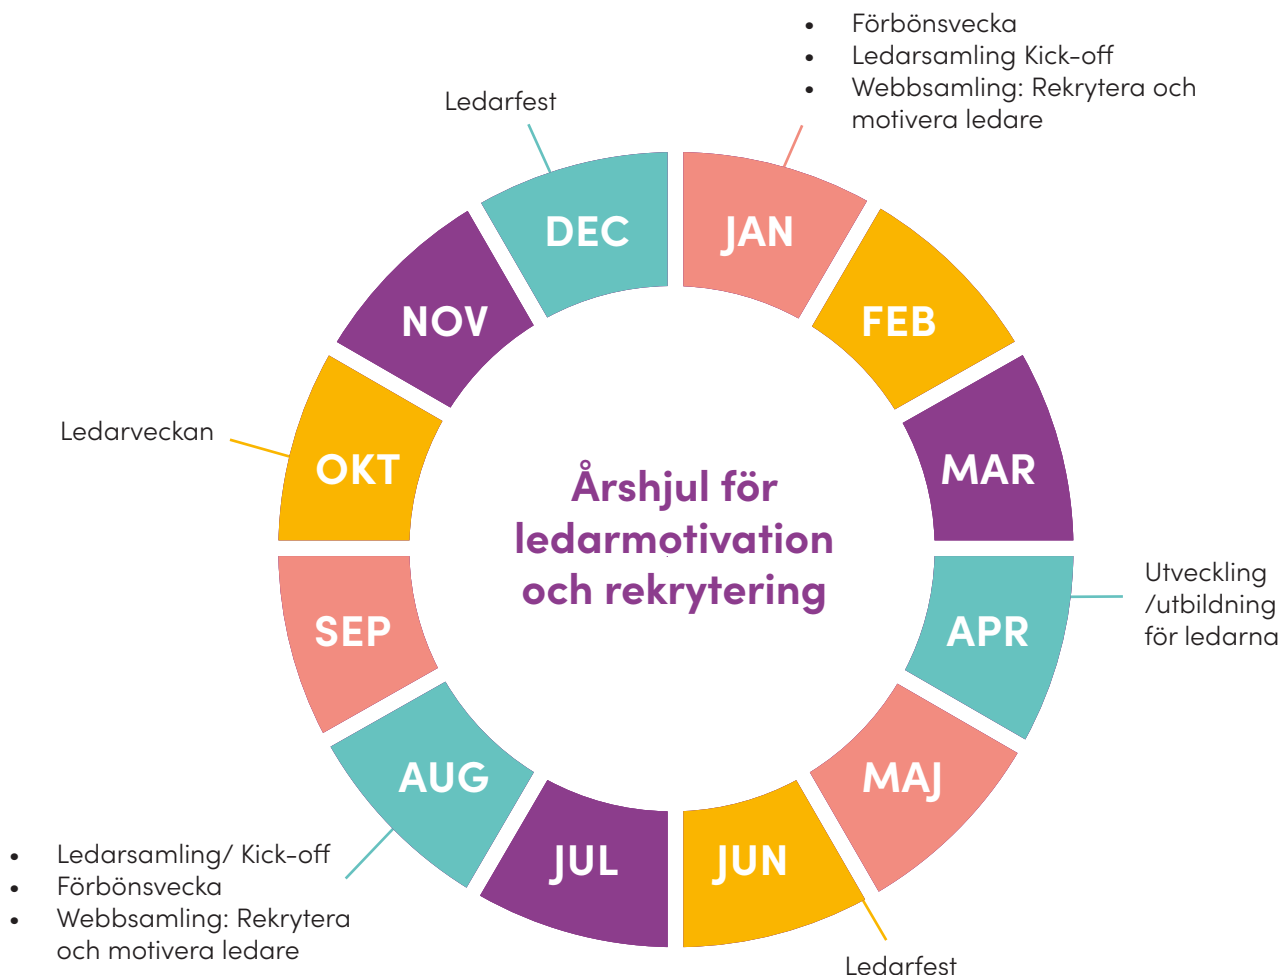 • Förbönsvecka
• Ledarsamling Kick-off
• Webbsamling: Rekrytera och
motivera ledare
Ledarfest
DEC
JAN
NOV
FEB
Ledarveckan
OKT
MAR
Årshjul för
ledarmotivation
och rekrytering
Utveckling
/utbildning
för ledarna
SEP
APR
AUG
MAJ
• Ledarsamling/ Kick-off
• Förbönsvecka
• Webbsamling: Rekrytera
och motivera ledare
JUL
JUN
Ledarfest